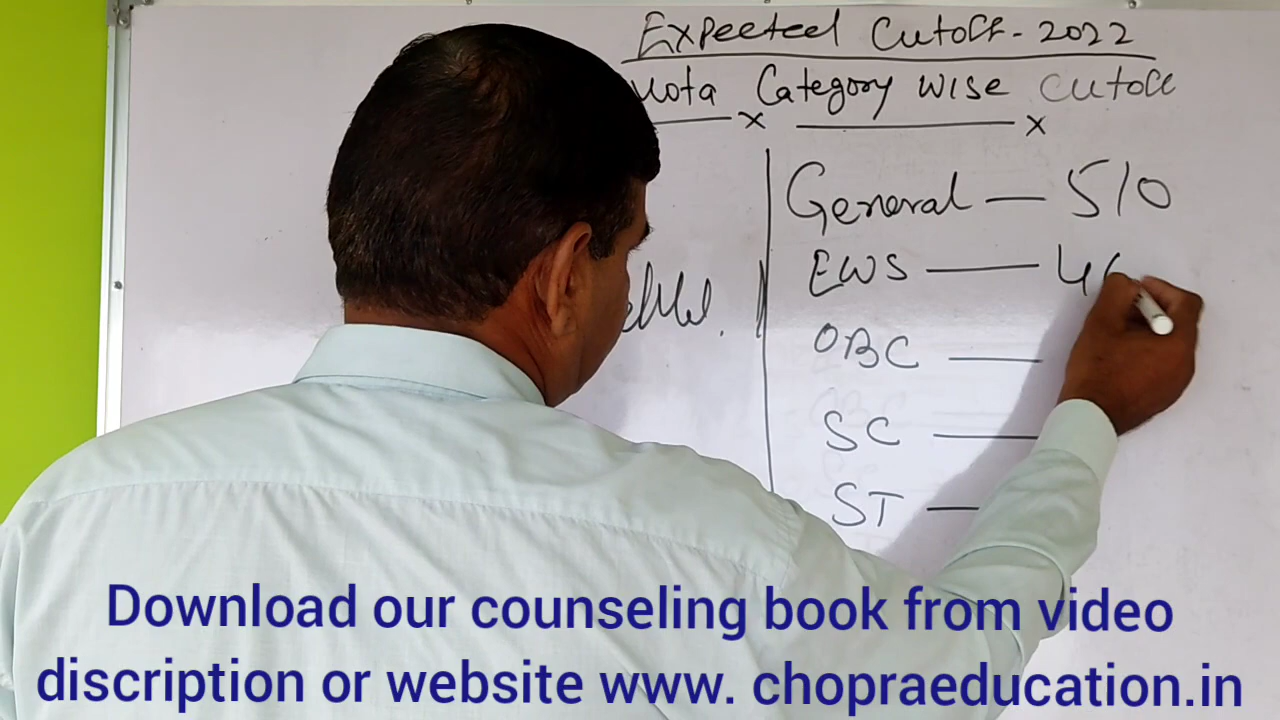 Expected Cutoff-2022
Category wise cutoff
x x
General — 510
EWS — 4
OBC —
SC —
ST —
Download our counseling book from video
discription or website www. chopraeducation.in